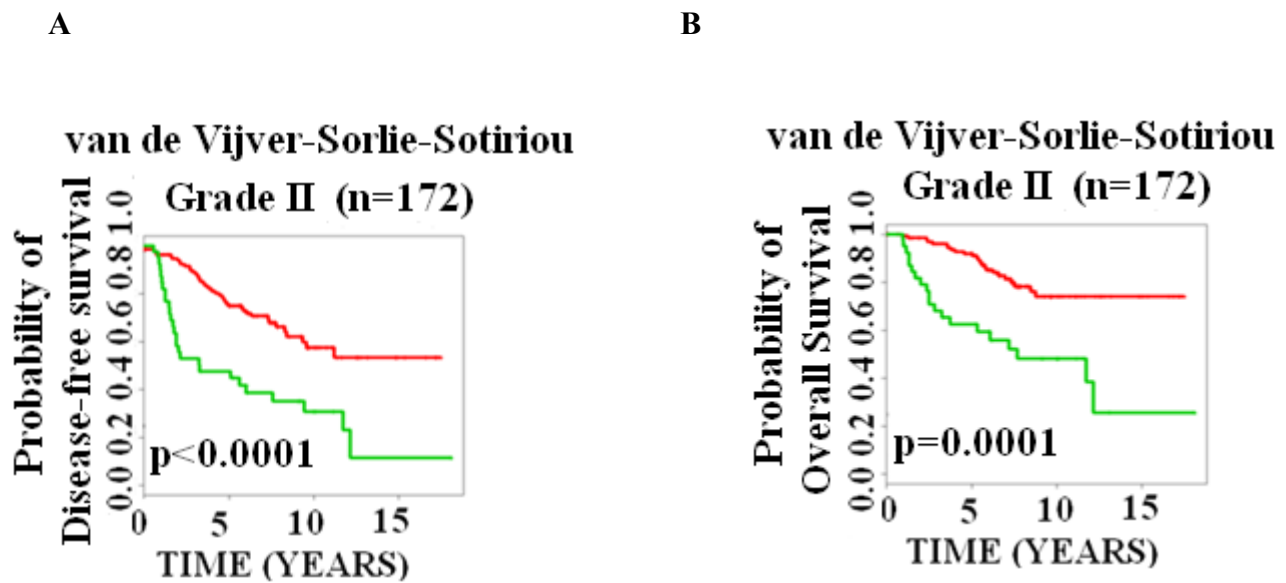 A
van de Vijver-Sorlie-Sotiriou
Grade II (n=172)
Probability of
Disease-free survival
1.0
0.8
0.6
0.4
0.2
0.0
p<0.0001
0 5 10 15
TIME (YEARS)
B
van de Vijver-Sorlie-Sotiriou
Grade II (n=172)
Probability of
Overall Survival
1.0
0.8
0.6
0.4
0.2
0.0
p=0.0001
0 5 10 15
TIME (YEARS)